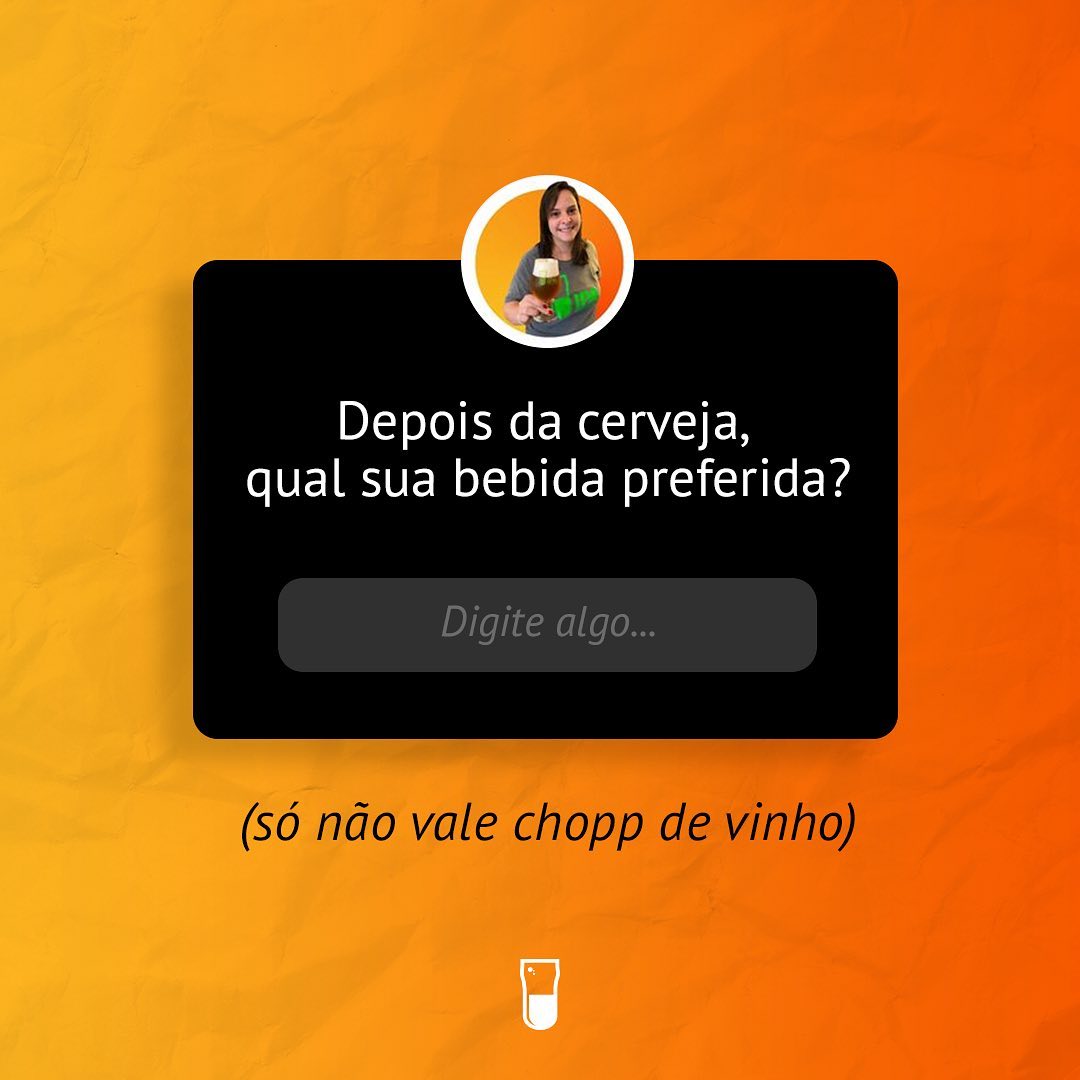 Depois da cerveja,
qual sua bebida preferida?
Digite algo...
(só não vale chopp de vinho)